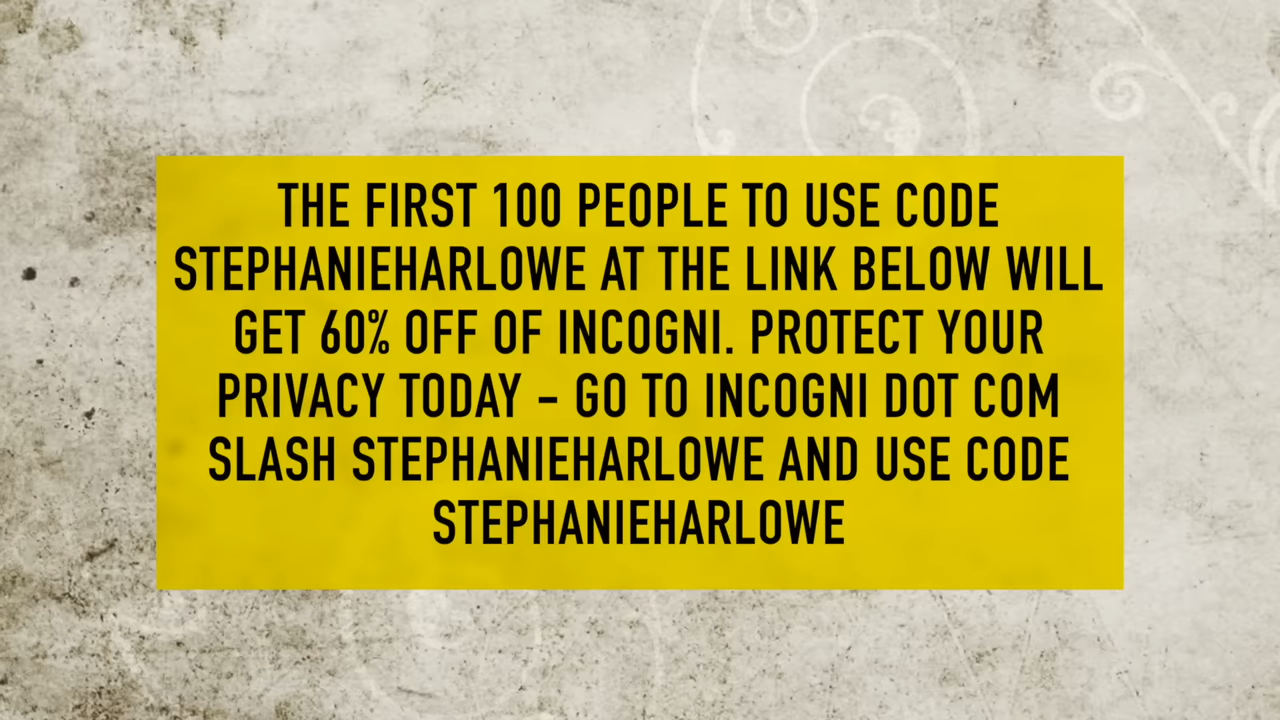 THE FIRST 100 PEOPLE TO USE CODE
STEPHANIEHARLOWE AT THE LINK BELOW WILL
GET 60% OFF OF INCOGNI. PROTECT YOUR
PRIVACY TODAY – GO TO INCOGNI DOT COM
SLASH STEPHANIEHARLOWE AND USE CODE
STEPHANIEHARLOWE